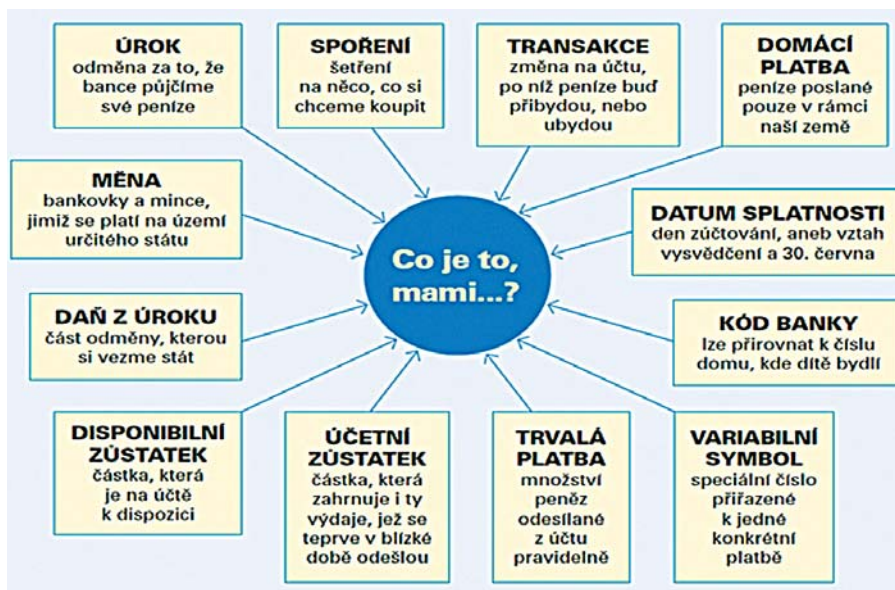 ÚROK
odměna za to, že
bance půjčíme
své peníze
SPOŘENÍ
šetření
na něco, co si
chceme koupit
TRANSAKCE
změna na účtu,
po níž peníze buď
přibydou, nebo
ubydou
DOMÁCÍ
PLATBA
peníze poslané
pouze v rámci
naší země
MĚNA
bankovky a mince,
jimiž se platí na území
určitého státu
Co je to,
mami...?
DATUM SPLATNOSTI
den zúčtování, aneb vztah
vysvědčení a 30. června
DAŇ Z ÚROKU
část odměny, kterou
si vezme stát
KÓD BANKY
lze přirovnat k číslu
domu, kde dítě bydlí
DISPONIBILNÍ
ZŮSTATEK
částka, která
je na účtě
k dispozici
ÚČETNÍ
ZŮSTATEK
částka, která
zahrnuje i ty
výdaje, jež se
teprve v blízké
době odešlou
TRVALÁ
PLATBA
množství
peněz
odesílané
z účtu
pravidelně
VARIABILNÍ
SYMBOL
speciální číslo
přiřazené
k jedné
konkrétní
platbě